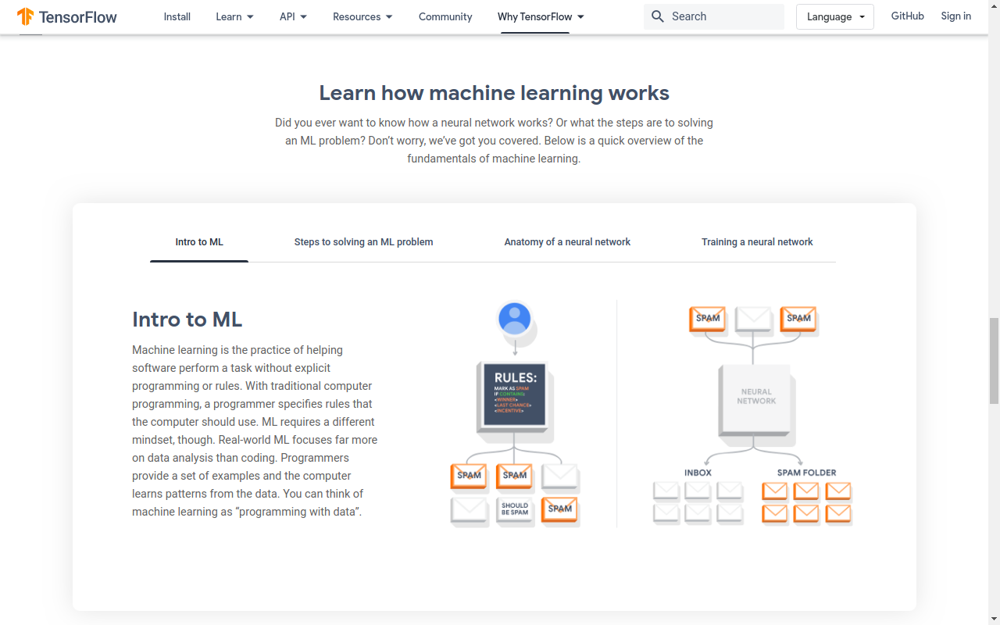 TensorFlow
Install
Learn
API
Resources
Community
Why TensorFlow
Search
Language
GitHub
Sign in
Learn how machine learning works
Did you ever want to know how a neural network works? Or what the steps are to solving
an ML problem? Don’t worry, we’ve got you covered. Below is a quick overview of the
fundamentals of machine learning.
Intro to ML
Steps to solving an ML problem
Anatomy of a neural network
Training a neural network
Intro to ML
Machine learning is the practice of helping
software perform a task without explicit
programming or rules. With traditional computer
programming, a programmer specifies rules that
the computer should use. ML requires a different
mindset, though. Real-world ML focuses far more
on data analysis than coding. Programmers
provide a set of examples and the computer
learns patterns from the data. You can think of
machine learning as “programming with data”.
RULES:
MARK AS SPAM
IF CONTAINS:
<WINNER>
<LAST CHANCE>
<INCENTIVE>
SPAM
SPAM
SHOULD
BE SPAM
SPAM
SPAM
SPAM
NEURAL
NETWORK
INBOX
SPAM FOLDER